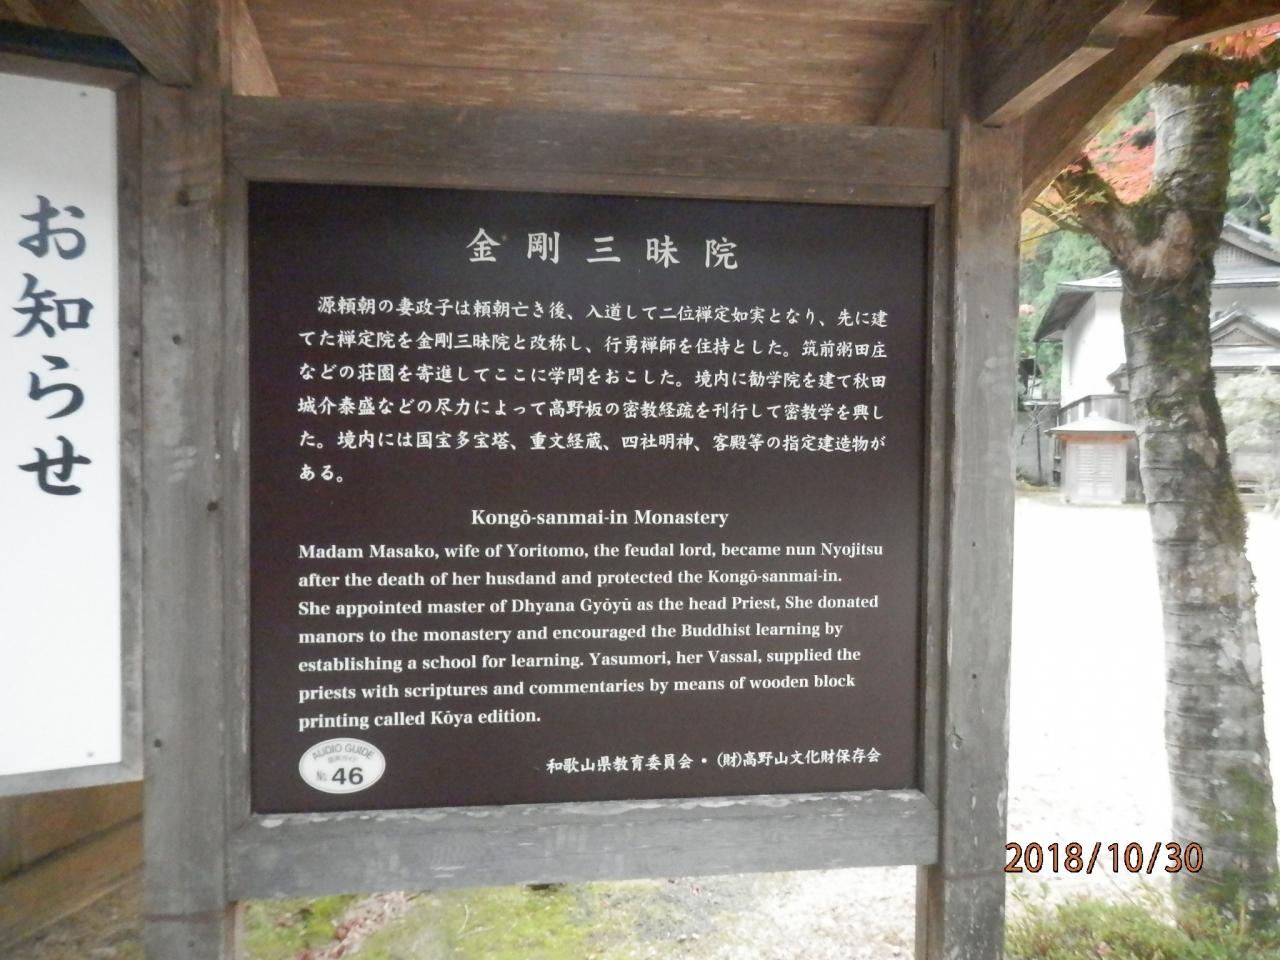 お知らせ
金剛三昧院
源頼朝の妻政子は頼朝亡き後、入道して二位禅定如実となり、先に建
てた禅定院を金剛三昧院と改称し、行勇禅師を住持とした。筑前粥田庄
などの荘園を寄進してここに学問をおこした。境内に勧学院を建て秋田
城介泰盛などの尽力によって高野板の密教経疏を刊行して密教学を興し
た。境内には国宝多宝塔、重文経蔵、四社明神、客殿等の指定建造物が
ある。
Kongō-sanmai-in Monastery
Madam Masako, wife of Yoritomo, the feudal lord, became nun Nyojitsu
after the death of her husdand and protected the Kongō-sanmai-in.
She appointed master of Dhyana Gyōyū as the head Priest, She donated
manors to the monastery and encouraged the Buddhist learning by
establishing a school for learning. Yasumori, her Vassal, supplied the
priests with scriptures and commentaries by means of wooden block
printing called Kōya edition.
AUDIO GUIDE
音声ガイド
No. 46
和歌山県教育委員会・(財)高野山文化財保存会
2018/10/30